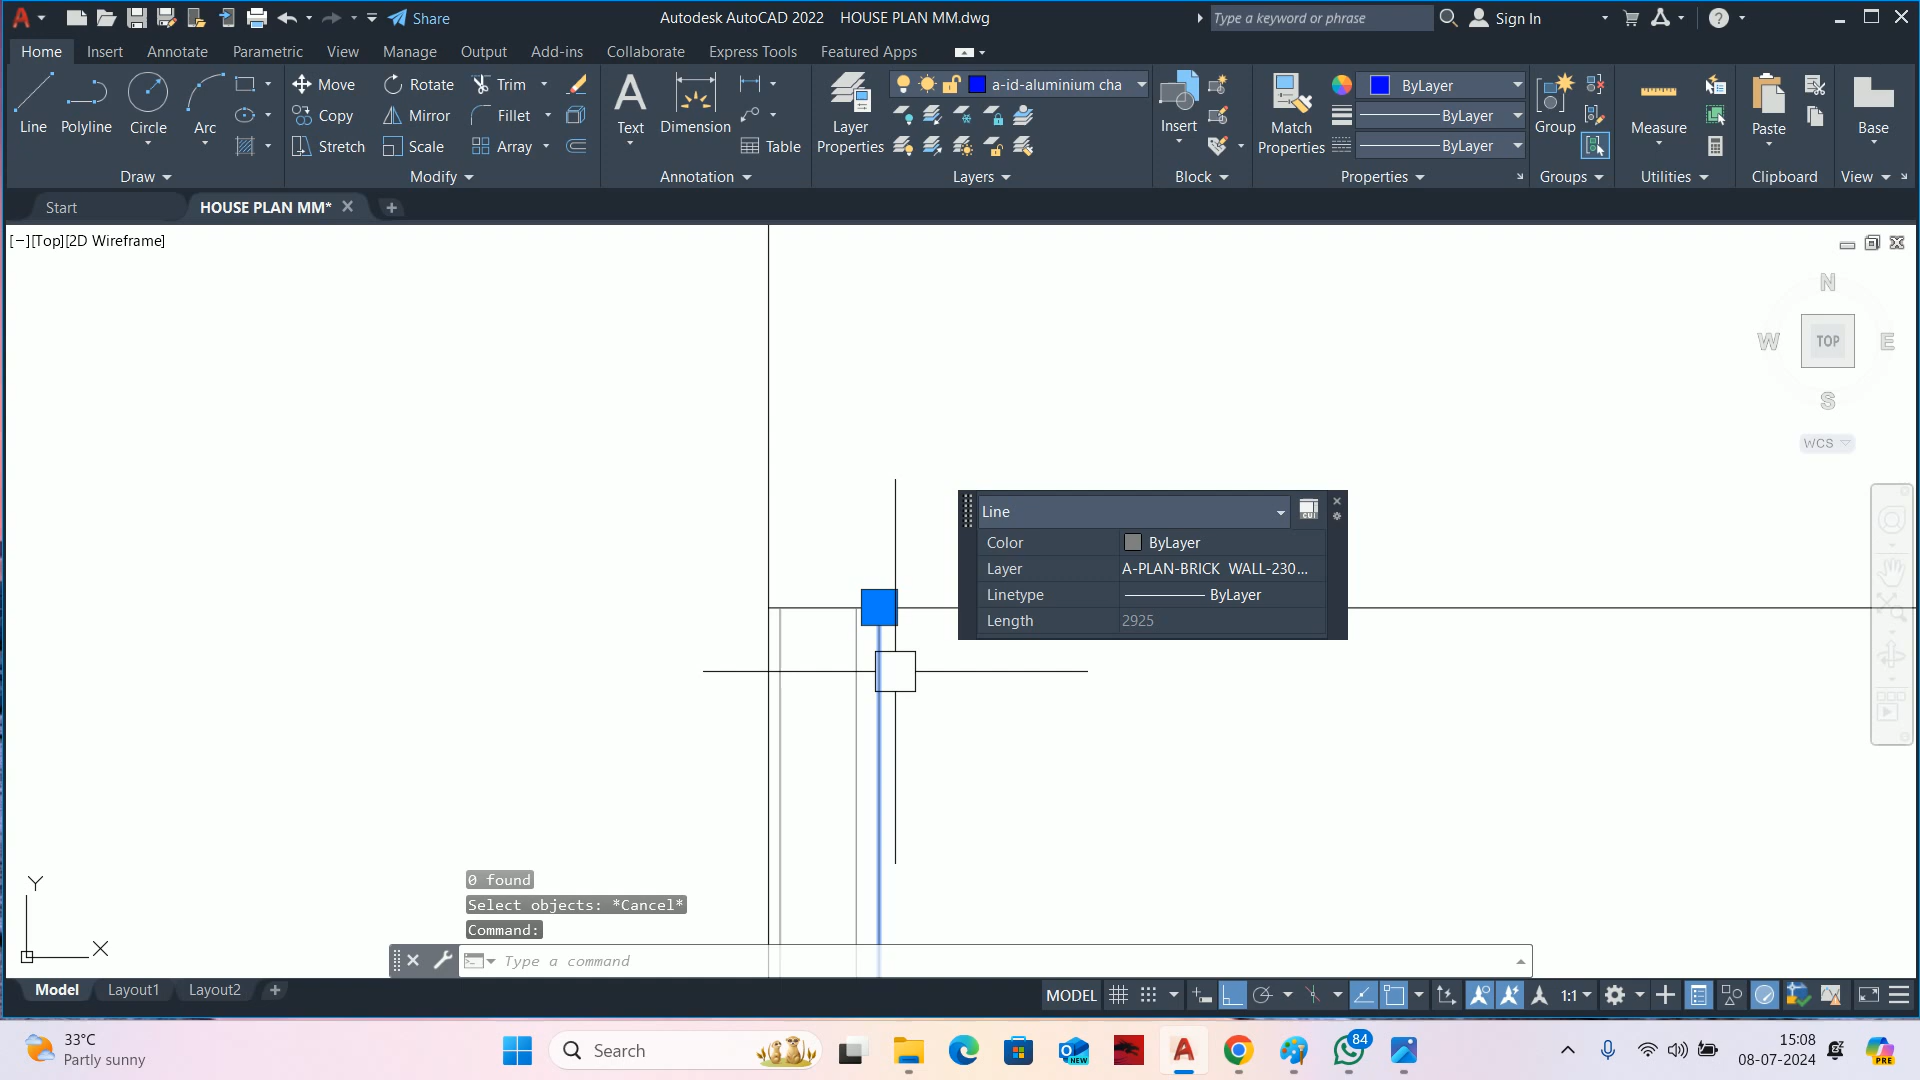 Share
Autodesk AutoCAD 2022 HOUSE PLAN MM.dwg
Type a keyword or phrase
Sign In
Home Insert Annotate Parametric View Manage Output Add-ins Collaborate Express Tools Featured Apps
Line Polyline Circle Arc
Draw
Move Rotate Trim
Copy Mirror Fillet
Stretch Scale Array
Modify
Text Dimension Table
Annotation
Layer Properties
a-id-aluminium cha
Layers
Insert
Block
Match Properties
ByLayer
ByLayer
ByLayer
Properties
Group
Groups
Measure
Utilities
Paste
Clipboard
Base
View
Start
HOUSE PLAN MM*
[−][Top][2D Wireframe]
N
W TOP E
S
WCS
Line
CUI
Color ByLayer
Layer A-PLAN-BRICK WALL-230...
Linetype ByLayer
Length 2925
0 found
Select objects: *Cancel*
Command:
Type a command
Y
X
Model Layout1 Layout2
MODEL
1:1
33°C
Partly sunny
Search
NEW
84
15:08
08-07-2024
PRE